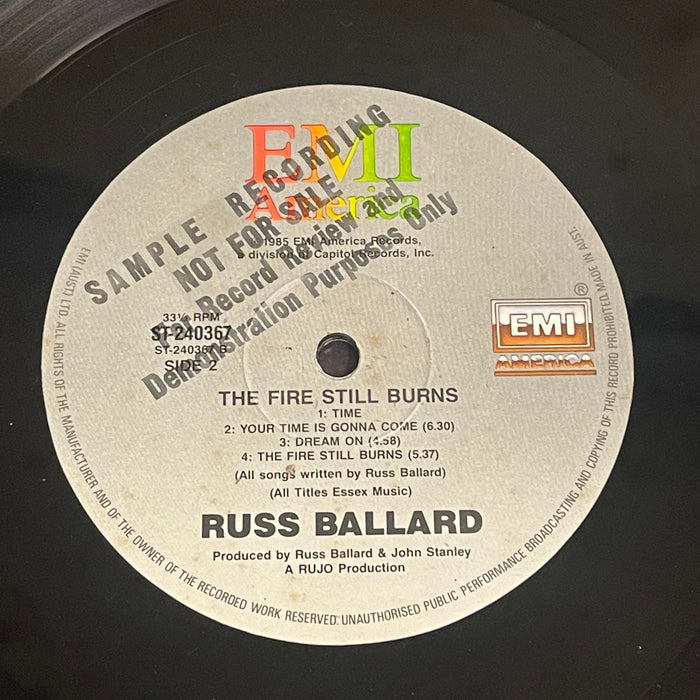 EMI
America
SAMPLE RECORDING
NOT FOR SALE
For Record Review and
Demonstration Purposes Only
1985 EMI America Records,
a division of Capitol Records, Inc.
33⅓ RPM
ST-240367
ST-240367 B
SIDE 2
EMI
AMERICA
®
THE FIRE STILL BURNS
1: TIME
2: YOUR TIME IS GONNA COME (6.30)
3: DREAM ON (4.58)
4: THE FIRE STILL BURNS (5.37)
(All songs written by Russ Ballard)
(All Titles Essex Music)
RUSS BALLARD
Produced by Russ Ballard & John Stanley
A RUJO Production
EMI (AUST) LTD ALL RIGHTS OF THE MANUFACTURER AND OF THE OWNER OF THE RECORDED WORK RESERVED. UNAUTHORISED PUBLIC PERFORMANCE BROADCASTING AND COPYING OF THIS RECORD PROHIBITED. MADE IN AUST.